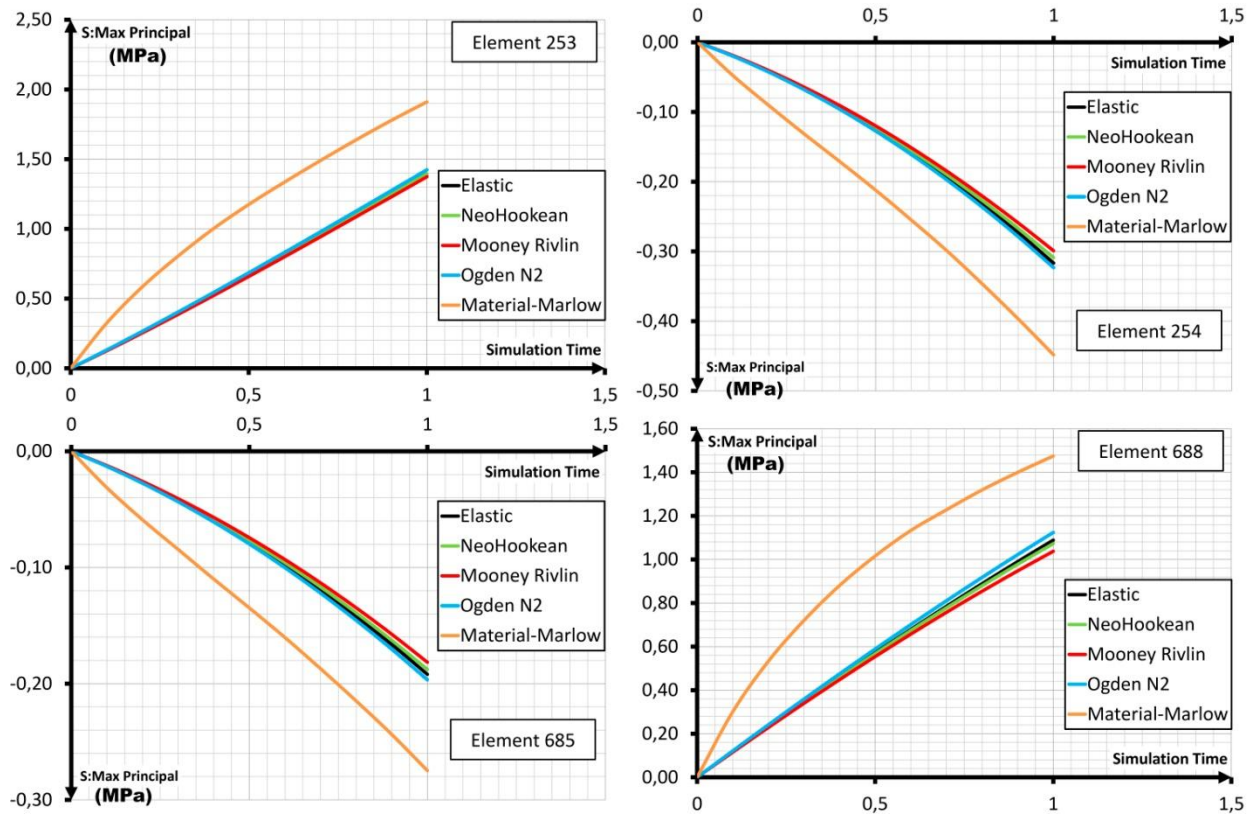 2,50
2,00
1,50
1,00
0,50
0,00
S:Max Principal
(MPa)
Element 253
Elastic
NeoHookean
Mooney Rivlin
Ogden N2
Material-Marlow
Simulation Time
0 0,5 1 1,5
0 0,5 1 1,5
0,00
-0,10
-0,20
-0,30
-0,40
-0,50
Simulation Time
Elastic
NeoHookean
Mooney Rivlin
Ogden N2
Material-Marlow
Element 254
S:Max Principal
(MPa)
0 0,5 1 1,5
0,00
-0,10
-0,20
-0,30
Simulation Time
Elastic
NeoHookean
Mooney Rivlin
Ogden N2
Material-Marlow
Element 685
S:Max Principal
(MPa)
1,60
1,40
1,20
1,00
0,80
0,60
0,40
0,20
0,00
S:Max Principal
(MPa)
Element 688
Elastic
NeoHookean
Mooney Rivlin
Ogden N2
Material-Marlow
Simulation Time
0 0,5 1 1,5